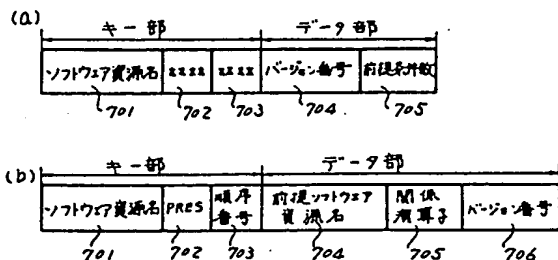 (a)
キー部 データ部
ソフトウェア資源名 zzzz zzzz バージョン番号 前提条件数
701 702 703 704 705
(b)
キー部 データ部
ソフトウェア資源名 PRES 順序番号 前提ソフトウェア資源名 関係演算子 バージョン番号
701 702 703 704 705 706